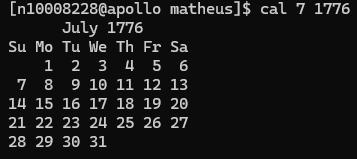 [n10008228@apollo matheus]$ cal 7 1776
July 1776
Su Mo Tu We Th Fr Sa
1 2 3 4 5 6
7 8 9 10 11 12 13
14 15 16 17 18 19 20
21 22 23 24 25 26 27
28 29 30 31